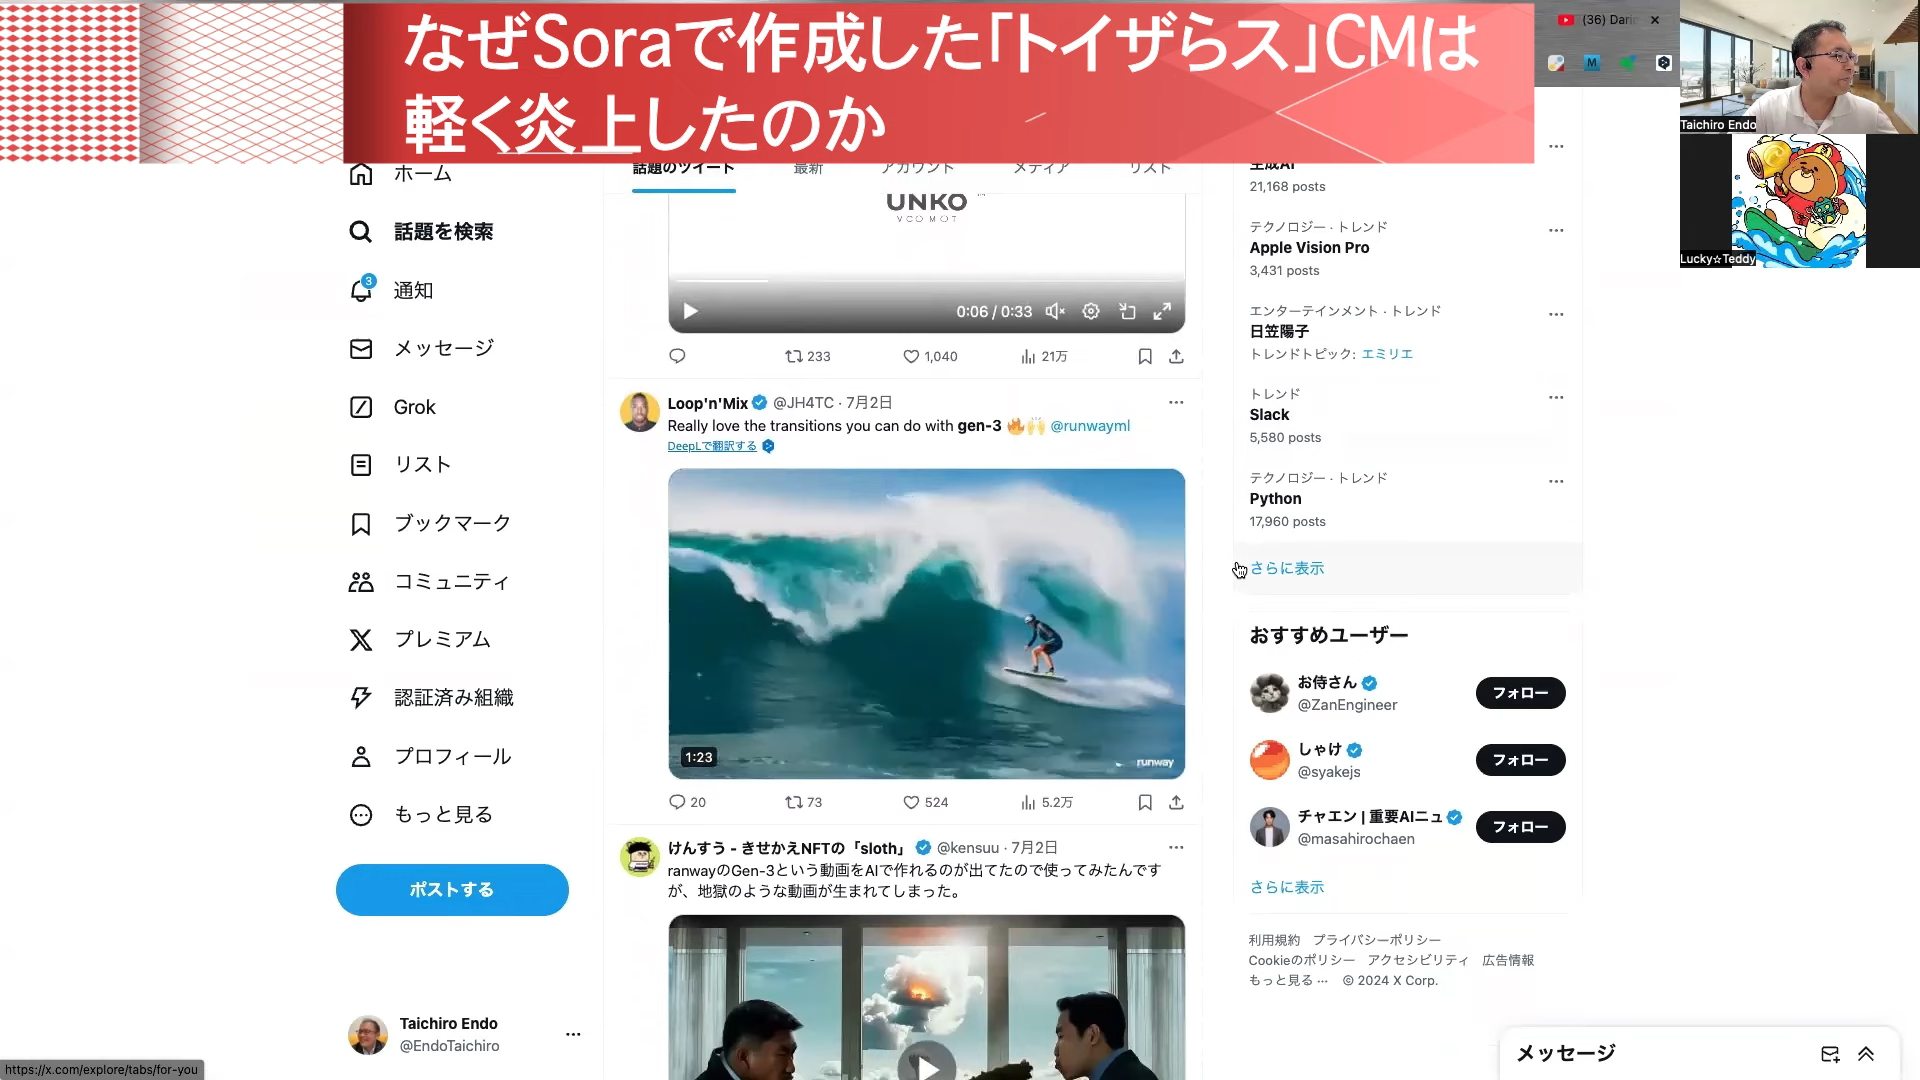 なぜSoraで作成した「トイザらス」CMは
軽く炎上したのか
(36) Daric
M
Taichiro Endo
Lucky☆Teddy
ホーム
話題を検索
3
通知
メッセージ
Grok
リスト
ブックマーク
コミュニティ
プレミアム
認証済み組織
プロフィール
もっと見る
ポストする
Taichiro Endo
@EndoTaichiro
https://x.com/explore/tabs/for-you
話題のツイート
最新
アカウント
メディア
リスト
UNKO
0:06 / 0:33
233
1,040
21万
Loop'n'Mix @JH4TC · 7月2日
Really love the transitions you can do with gen-3 🔥🙌 @runwayml
DeepLで翻訳する
1:23
runway
20
73
524
5.2万
けんすう - きせかえNFTの「sloth」 @kensuu · 7月2日
ranwayのGen-3という動画をAIで作れるのが出てたので使ってみたんです
が、地獄のような動画が生まれてしまった。
生成AI
21,168 posts
テクノロジー · トレンド
Apple Vision Pro
3,431 posts
エンターテインメント · トレンド
日笠陽子
トレンドトピック: エミリエ
トレンド
Slack
5,580 posts
テクノロジー · トレンド
Python
17,960 posts
さらに表示
おすすめユーザー
お侍さん
@ZanEngineer
フォロー
しゃけ
@syakejs
フォロー
チャエン | 重要AIニュ
@masahirochaen
フォロー
さらに表示
利用規約 プライバシーポリシー
Cookieのポリシー アクセシビリティ 広告情報
もっと見る ··· © 2024 X Corp.
メッセージ